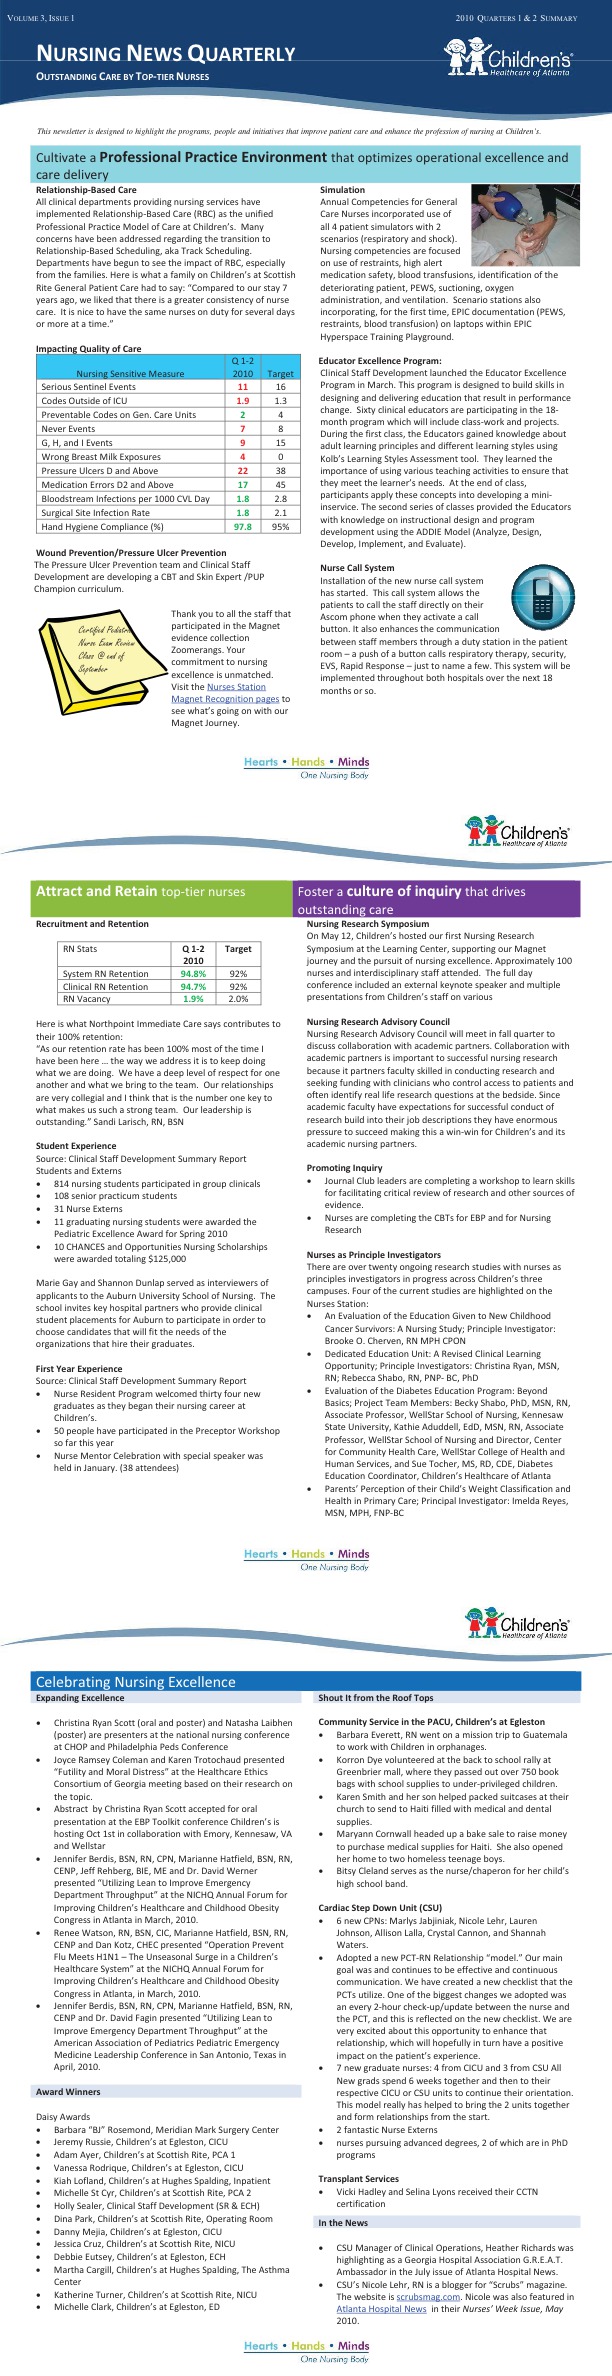 VOLUME 3, ISSUE 1
2010 QUARTERS 1 & 2 SUMMARY
NURSING NEWS QUARTERLY
OUTSTANDING CARE BY TOP-TIER NURSES
Children's
Healthcare of Atlanta
This newsletter is designed to highlight the programs, people and initiatives that improve patient care and enhance the profession of nursing at Children's.
Cultivate a Professional Practice Environment that optimizes operational excellence and
care delivery
Relationship-Based Care
All clinical departments providing nursing services have
implemented Relationship-Based Care (RBC) as the unified
Professional Practice Model of Care at Children's. Many
concerns have been addressed regarding the transition to
Relationship-Based Scheduling, aka Track Scheduling.
Departments have begun to see the impact of RBC, especially
from the families. Here is what a family on Children's at Scottish
Rite General Patient Care had to say: "Compared to our stay 7
years ago, we liked that there is a greater consistency of nurse
care. It is nice to have the same nurses on duty for several days
or more at a time."
Impacting Quality of Care
Nursing Sensitive Measure Q 1-2 2010 Target
Serious Sentinel Events 11 16
Codes Outside of ICU 1.9 1.3
Preventable Codes on Gen. Care Units 2 4
Never Events 7 8
G, H, and I Events 9 15
Wrong Breast Milk Exposures 4 0
Pressure Ulcers D and Above 22 38
Medication Errors D2 and Above 17 45
Bloodstream Infections per 1000 CVL Day 1.8 2.8
Surgical Site Infection Rate 1.8 2.1
Hand Hygiene Compliance (%) 97.8 95%
Wound Prevention/Pressure Ulcer Prevention
The Pressure Ulcer Prevention team and Clinical Staff
Development are developing a CBT and Skin Expert /PUP
Champion curriculum.
Certified Pediatric
Nurse Exam Review
Class @ end of
September
Thank you to all the staff that
participated in the Magnet
evidence collection
Zoomerangs. Your
commitment to nursing
excellence is unmatched.
Visit the Nurses Station
Magnet Recognition pages to
see what's going on with our
Magnet Journey.
Simulation
Annual Competencies for General
Care Nurses incorporated use of
all 4 patient simulators with 2
scenarios (respiratory and shock).
Nursing competencies are focused
on use of restraints, high alert
medication safety, blood transfusions, identification of the
deteriorating patient, PEWS, suctioning, oxygen
administration, and ventilation. Scenario stations also
incorporating, for the first time, EPIC documentation (PEWS,
restraints, blood transfusion) on laptops within EPIC
Hyperspace Training Playground.
Educator Excellence Program:
Clinical Staff Development launched the Educator Excellence
Program in March. This program is designed to build skills in
designing and delivering education that result in performance
change. Sixty clinical educators are participating in the 18-
month program which will include class-work and projects.
During the first class, the Educators gained knowledge about
adult learning principles and different learning styles using
Kolb's Learning Styles Assessment tool. They learned the
importance of using various teaching activities to ensure that
they meet the learner's needs. At the end of class,
participants apply these concepts into developing a mini-
inservice. The second series of classes provided the Educators
with knowledge on instructional design and program
development using the ADDIE Model (Analyze, Design,
Develop, Implement, and Evaluate).
Nurse Call System
Installation of the new nurse call system
has started. This call system allows the
patients to call the staff directly on their
Ascom phone when they activate a call
button. It also enhances the communication
between staff members through a duty station in the patient
room – a push of a button calls respiratory therapy, security,
EVS, Rapid Response – just to name a few. This system will be
implemented throughout both hospitals over the next 18
months or so.
Hearts • Hands • Minds
One Nursing Body
Children's
Healthcare of Atlanta
Attract and Retain top-tier nurses
Recruitment and Retention
RN Stats Q 1-2 2010 Target
System RN Retention 94.8% 92%
Clinical RN Retention 94.7% 92%
RN Vacancy 1.9% 2.0%
Here is what Northpoint Immediate Care says contributes to
their 100% retention:
"As our retention rate has been 100% most of the time I
have been here … the way we address it is to keep doing
what we are doing. We have a deep level of respect for one
another and what we bring to the team. Our relationships
are very collegial and I think that is the number one key to
what makes us such a strong team. Our leadership is
outstanding." Sandi Larisch, RN, BSN
Student Experience
Source: Clinical Staff Development Summary Report
Students and Externs
• 814 nursing students participated in group clinicals
• 108 senior practicum students
• 31 Nurse Externs
• 11 graduating nursing students were awarded the
Pediatric Excellence Award for Spring 2010
• 10 CHANCES and Opportunities Nursing Scholarships
were awarded totaling $125,000
Marie Gay and Shannon Dunlap served as interviewers of
applicants to the Auburn University School of Nursing. The
school invites key hospital partners who provide clinical
student placements for Auburn to participate in order to
choose candidates that will fit the needs of the
organizations that hire their graduates.
First Year Experience
Source: Clinical Staff Development Summary Report
• Nurse Resident Program welcomed thirty four new
graduates as they began their nursing career at
Children's.
• 50 people have participated in the Preceptor Workshop
so far this year
• Nurse Mentor Celebration with special speaker was
held in January. (38 attendees)
Foster a culture of inquiry that drives
outstanding care
Nursing Research Symposium
On May 12, Children's hosted our first Nursing Research
Symposium at the Learning Center, supporting our Magnet
journey and the pursuit of nursing excellence. Approximately 100
nurses and interdisciplinary staff attended. The full day
conference included an external keynote speaker and multiple
presentations from Children's staff on various
Nursing Research Advisory Council
Nursing Research Advisory Council will meet in fall quarter to
discuss collaboration with academic partners. Collaboration with
academic partners is important to successful nursing research
because it partners faculty skilled in conducting research and
seeking funding with clinicians who control access to patients and
often identify real life research questions at the bedside. Since
academic faculty have expectations for successful conduct of
research build into their job descriptions they have enormous
pressure to succeed making this a win-win for Children's and its
academic nursing partners.
Promoting Inquiry
• Journal Club leaders are completing a workshop to learn skills
for facilitating critical review of research and other sources of
evidence.
• Nurses are completing the CBTs for EBP and for Nursing
Research
Nurses as Principle Investigators
There are over twenty ongoing research studies with nurses as
principles investigators in progress across Children's three
campuses. Four of the current studies are highlighted on the
Nurses Station:
• An Evaluation of the Education Given to New Childhood
Cancer Survivors: A Nursing Study; Principle Investigator:
Brooke O. Cherven, RN MPH CPON
• Dedicated Education Unit: A Revised Clinical Learning
Opportunity; Principle Investigators: Christina Ryan, MSN,
RN; Rebecca Shabo, RN, PNP- BC, PhD
• Evaluation of the Diabetes Education Program: Beyond
Basics; Project Team Members: Becky Shabo, PhD, MSN, RN,
Associate Professor, WellStar School of Nursing, Kennesaw
State University, Kathie Aduddell, EdD, MSN, RN, Associate
Professor, WellStar School of Nursing and Director, Center
for Community Health Care, WellStar College of Health and
Human Services, and Sue Tocher, MS, RD, CDE, Diabetes
Education Coordinator, Children's Healthcare of Atlanta
• Parents' Perception of their Child's Weight Classification and
Health in Primary Care; Principal Investigator: Imelda Reyes,
MSN, MPH, FNP-BC
Hearts • Hands • Minds
One Nursing Body
Children's
Healthcare of Atlanta
Celebrating Nursing Excellence
Expanding Excellence
• Christina Ryan Scott (oral and poster) and Natasha Laibhen
(poster) are presenters at the national nursing conference
at CHOP and Philadelphia Peds Conference
• Joyce Ramsey Coleman and Karen Trotochaud presented
"Futility and Moral Distress" at the Healthcare Ethics
Consortium of Georgia meeting based on their research on
the topic.
• Abstract by Christina Ryan Scott accepted for oral
presentation at the EBP Toolkit conference Children's is
hosting Oct 1st in collaboration with Emory, Kennesaw, VA
and Wellstar
• Jennifer Berdis, BSN, RN, CPN, Marianne Hatfield, BSN, RN,
CENP, Jeff Rehberg, BIE, ME and Dr. David Werner
presented "Utilizing Lean to Improve Emergency
Department Throughput" at the NICHQ Annual Forum for
Improving Children's Healthcare and Childhood Obesity
Congress in Atlanta in March, 2010.
• Renee Watson, RN, BSN, CIC, Marianne Hatfield, BSN, RN,
CENP and Dan Kotz, CHEC presented "Operation Prevent
Flu Meets H1N1 – The Unseasonal Surge in a Children's
Healthcare System" at the NICHQ Annual Forum for
Improving Children's Healthcare and Childhood Obesity
Congress in Atlanta, in March, 2010.
• Jennifer Berdis, BSN, RN, CPN, Marianne Hatfield, BSN, RN,
CENP and Dr. David Fagin presented "Utilizing Lean to
Improve Emergency Department Throughput" at the
American Association of Pediatrics Pediatric Emergency
Medicine Leadership Conference in San Antonio, Texas in
April, 2010.
Award Winners
Daisy Awards
• Barbara "BJ" Rosemond, Meridian Mark Surgery Center
• Jeremy Russie, Children's at Egleston, CICU
• Adam Ayer, Children's at Scottish Rite, PCA 1
• Vanessa Rodrique, Children's at Egleston, CICU
• Kiah Lofland, Children's at Hughes Spalding, Inpatient
• Michelle St Cyr, Children's at Scottish Rite, PCA 2
• Holly Sealer, Clinical Staff Development (SR & ECH)
• Dina Park, Children's at Scottish Rite, Operating Room
• Danny Mejia, Children's at Egleston, CICU
• Jessica Cruz, Children's at Scottish Rite, NICU
• Debbie Eutsey, Children's at Egleston, ECH
• Martha Cargill, Children's at Hughes Spalding, The Asthma
Center
• Katherine Turner, Children's at Scottish Rite, NICU
• Michelle Clark, Children's at Egleston, ED
Shout It from the Roof Tops
Community Service in the PACU, Children's at Egleston
• Barbara Everett, RN went on a mission trip to Guatemala
to work with Children in orphanages.
• Korron Dye volunteered at the back to school rally at
Greenbrier mall, where they passed out over 750 book
bags with school supplies to under-privileged children.
• Karen Smith and her son helped packed suitcases at their
church to send to Haiti filled with medical and dental
supplies.
• Maryann Cornwall headed up a bake sale to raise money
to purchase medical supplies for Haiti. She also opened
her home to two homeless teenage boys.
• Bitsy Cleland serves as the nurse/chaperon for her child's
high school band.
Cardiac Step Down Unit (CSU)
• 6 new CPNs: Marlys Jabjiniak, Nicole Lehr, Lauren
Johnson, Allison Lalla, Crystal Cannon, and Shannah
Waters.
• Adopted a new PCT-RN Relationship "model." Our main
goal was and continues to be effective and continuous
communication. We have created a new checklist that the
PCTs utilize. One of the biggest changes we adopted was
an every 2-hour check-up/update between the nurse and
the PCT, and this is reflected on the new checklist. We are
very excited about this opportunity to enhance that
relationship, which will hopefully in turn have a positive
impact on the patient's experience.
• 7 new graduate nurses: 4 from CICU and 3 from CSU All
New grads spend 6 weeks together and then to their
respective CICU or CSU units to continue their orientation.
This model really has helped to bring the 2 units together
and form relationships from the start.
• 2 fantastic Nurse Externs
• nurses pursuing advanced degrees, 2 of which are in PhD
programs
Transplant Services
• Vicki Hadley and Selina Lyons received their CCTN
certification
In the News
• CSU Manager of Clinical Operations, Heather Richards was
highlighting as a Georgia Hospital Association G.R.E.A.T.
Ambassador in the July issue of Atlanta Hospital News.
• CSU's Nicole Lehr, RN is a blogger for "Scrubs" magazine.
The website is scrubsmag.com. Nicole was also featured in
Atlanta Hospital News in their Nurses' Week Issue, May
2010.
Hearts • Hands • Minds
One Nursing Body